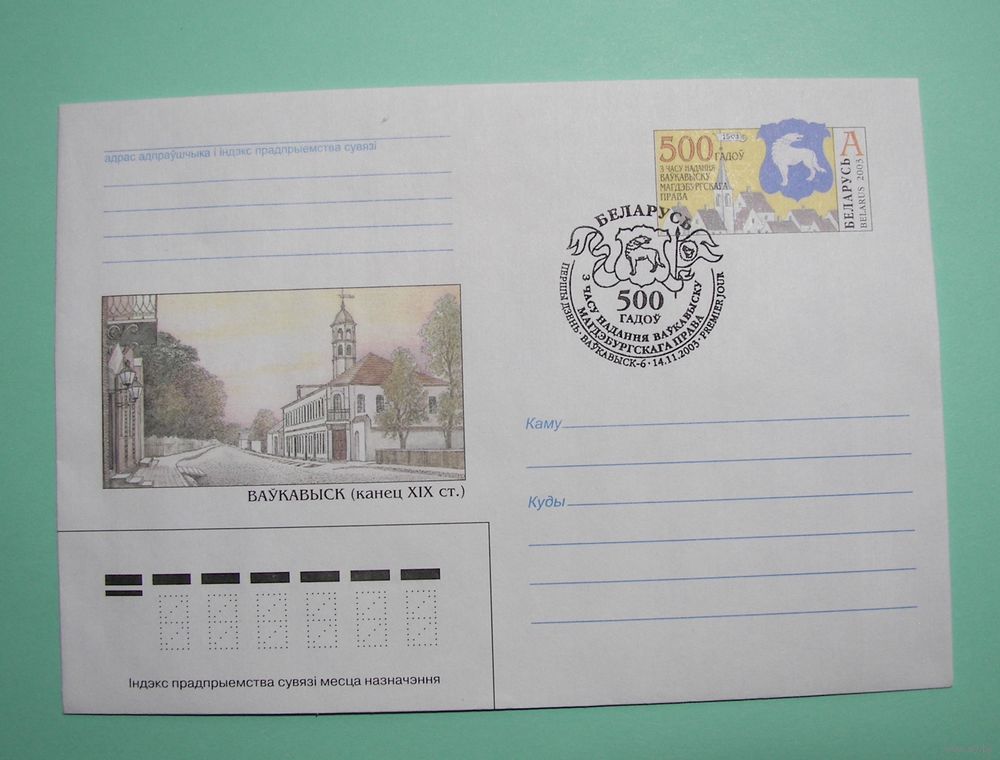 адрас адпраўшчыка і індэкс прадпрыемства сувязі
1503
500 ГАДОЎ
З ЧАСУ НАДАННЯ
ВАЎКАВЫСКУ
МАГДЭБУРГСКАГА
ПРАВА
А
БЕЛАРУСЬ
BELARUS 2003
БЕЛАРУСЬ
500
ГАДОЎ
З ЧАСУ НАДАННЯ ВАЎКАВЫСКУ
МАГДЭБУРГСКАГА ПРАВА
ПЕРШЫ ДЗЕНЬ · ВАЎКАВЫСК-6 · 14.11.2003 · PREMIER JOUR
ВАЎКАВЫСК (канец XIX ст.)
Каму
Куды
Індэкс прадпрыемства сувязі месца назначэння